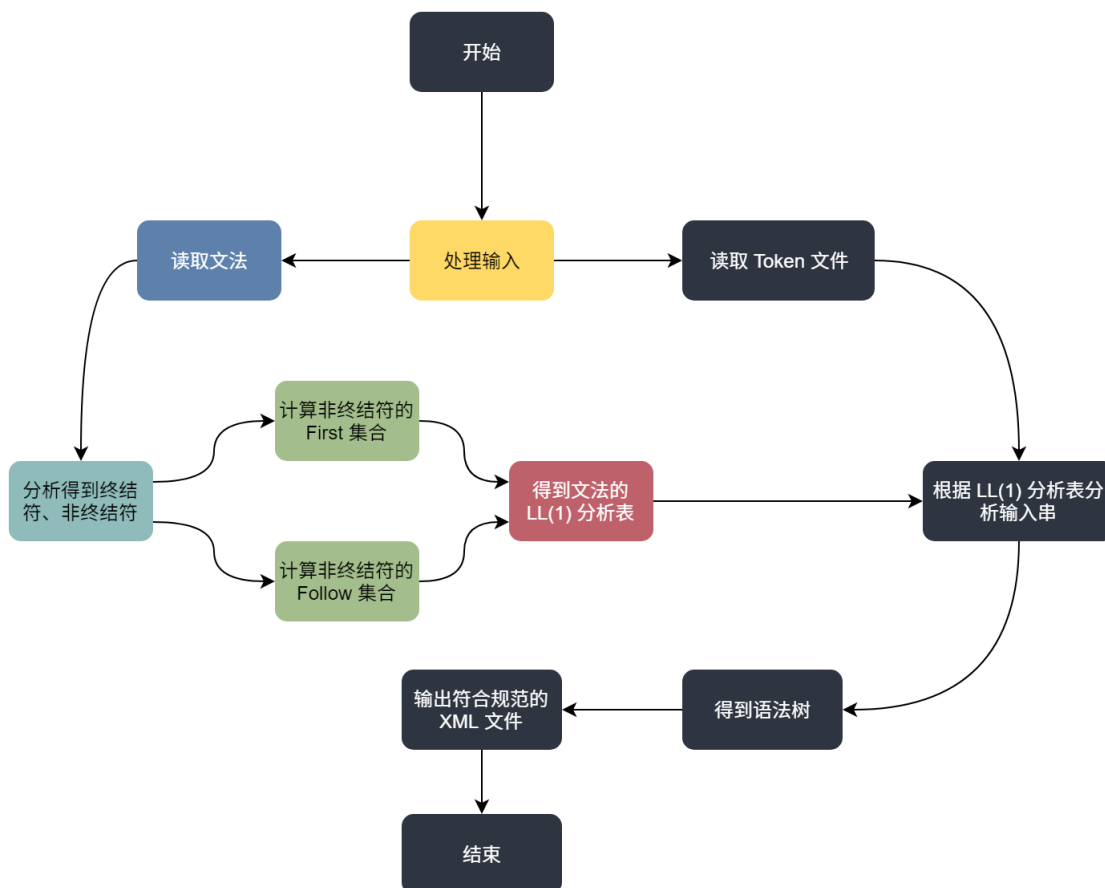 开始
读取文法
处理输入
读取 Token 文件
计算非终结符的
First 集合
分析得到终结
符、非终结符
得到文法的
LL(1) 分析表
根据 LL(1) 分析表分
析输入串
计算非终结符的
Follow 集合
输出符合规范的
XML 文件
得到语法树
结束